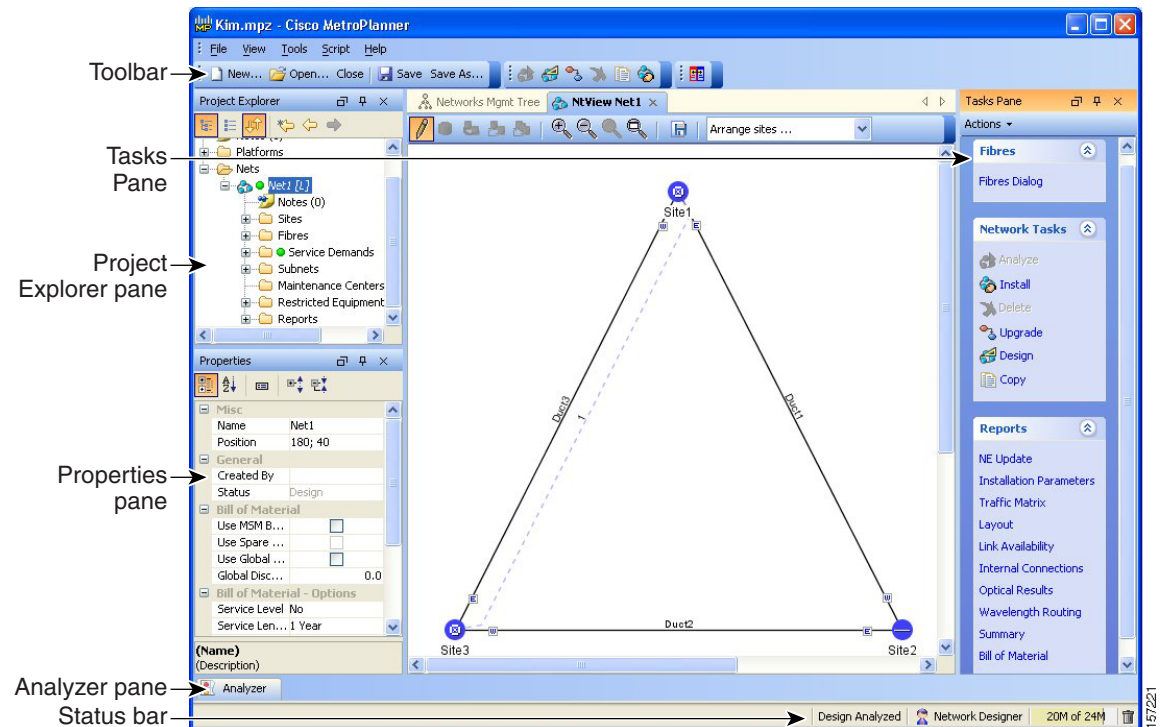 Kim.mpz - Cisco MetroPlanner
File View Tools Script Help
New... Open... Close Save Save As...
Toolbar
Project Explorer
Platforms
Nets
Net1 [L]
Notes (0)
Sites
Fibres
Service Demands
Subnets
Maintenance Centers
Restricted Equipment
Reports
Tasks
Pane
Project
Explorer pane
Properties
Misc
Name Net1
Position 180; 40
General
Created By
Status Design
Bill of Material
Use MSM B...
Use Spare ...
Use Global ...
Global Disc... 0.0
Bill of Material - Options
Service Level No
Service Len... 1 Year
(Name)
(Description)
Properties
pane
Networks Mgmt Tree NtView Net1
Arrange sites ...
Site1
W E
Duct3
1
Duct1
E W
W Duct2 E
Site3 Site2
Tasks Pane
Actions
Fibres
Fibres Dialog
Network Tasks
Analyze
Install
Delete
Upgrade
Design
Copy
Reports
NE Update
Installation Parameters
Traffic Matrix
Layout
Link Availability
Internal Connections
Optical Results
Wavelength Routing
Summary
Bill of Material
Analyzer pane
Analyzer
Status bar
Design Analyzed Network Designer 20M of 24M
157221